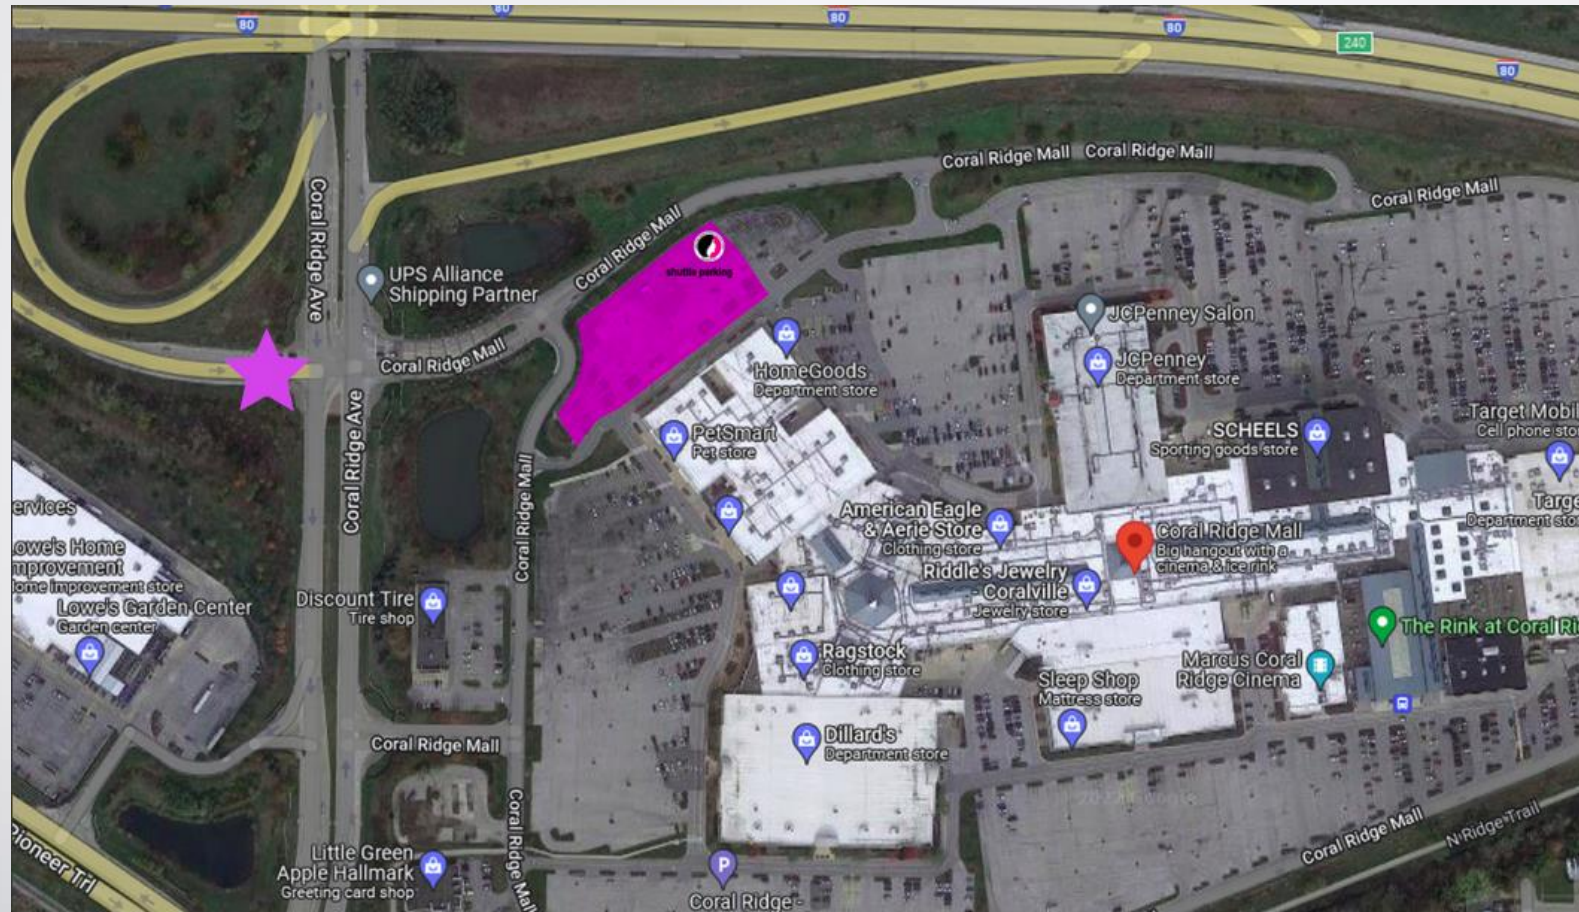 80
80
80
80
240
80
Coral Ridge Mall
Coral Ridge Mall
Coral Ridge Mall
Coral Ridge Ave
Coral Ridge Mall
shuttle parking
UPS Alliance
Shipping Partner
Coral Ridge Mall
JCPenney Salon
JCPenney
Department store
HomeGoods
Department store
Coral Ridge Ave
PetSmart
Pet store
SCHEELS
Sporting goods store
Target Mobil
Cell phone sto
Coral Ridge Mall
American Eagle
& Aerie Store
Clothing store
Coral Ridge Mall
Big hangout with a
cinema & ice rink
Targe
Department sto
ervices
owe's Home
mprovement
ome improvement store
Lowe's Garden Center
Garden center
Discount Tire
Tire shop
Riddle's Jewelry
- Coralville
Jewelry store
The Rink at Coral Ri
Ragstock
Clothing store
Marcus Coral
Ridge Cinema
Sleep Shop
Mattress store
Coral Ridge Mall
Dillard's
Department store
Coral Ridge Mall
Coral Ridge Mall
N Ridge Trail
Pioneer Trl
Little Green
Apple Hallmark
Greeting card shop
P
Coral Ridge -